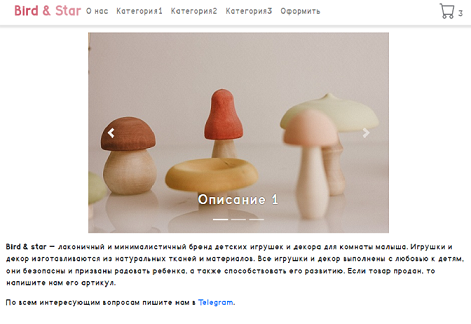 Bird & Star О нас Категория1 Категория2 Категория3 Оформить 3
Описание 1
Bird & star — лаконичный и минималистичный бренд детских игрушек и декора для комнаты малыша. Игрушки и
декор изготавливаются из натуральных тканей и материалов. Все игрушки и декор выполнены с любовью к детям,
они безопасны и призваны радовать ребенка, а также способствовать его развитию. Если товар продан, то
напишите нам его артикул.
По всем интересующим вопросам пишите нам в Telegram.